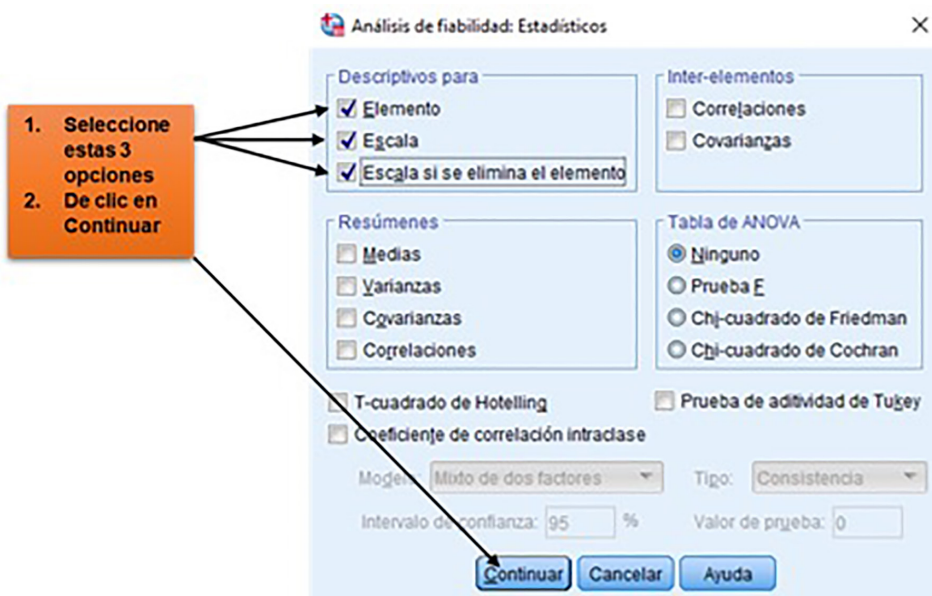 Análisis de fiabilidad: Estadísticos
1. Seleccione
estas 3
opciones
2. De clic en
Continuar
Descriptivos para
Elemento
Escala
Escala si se elimina el elemento
Inter-elementos
Correlaciones
Covarianzas
Resúmenes
Medias
Varianzas
Covarianzas
Correlaciones
Tabla de ANOVA
Ninguno
Prueba F
Chi-cuadrado de Friedman
Chi-cuadrado de Cochran
T-cuadrado de Hotelling
Prueba de aditividad de Tukey
Coeficiente de correlación intraclase
Modelo: Mixto de dos factores Tipo: Consistencia
Intervalo de confianza: 95 % Valor de prueba: 0
Continuar Cancelar Ayuda